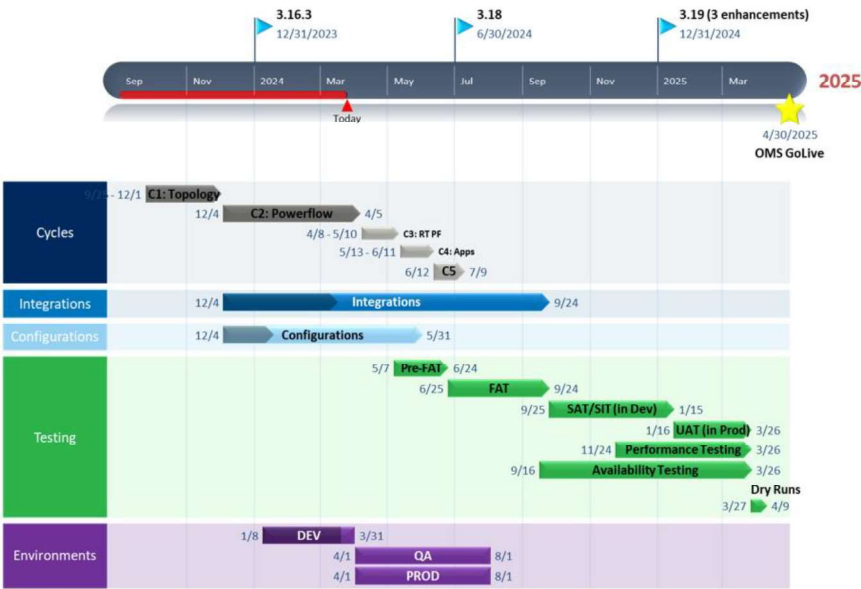 3.16.3
12/31/2023
3.18
6/30/2024
3.19 (3 enhancements)
12/31/2024
Sep Nov 2024 Mar May Jul Sep Nov 2025 Mar
2025
Today
4/30/2025
OMS GoLive
Cycles
- 12/1 C1: Topology
12/4 C2: Powerflow 4/5
4/8 - 5/10 C3: RT PF
5/13 - 6/11 C4: Apps
6/12 C5 7/9
Integrations
12/4 Integrations 9/24
Configurations
12/4 Configurations 5/31
Testing
5/7 Pre-FAT 6/24
6/25 FAT 9/24
9/25 SAT/SIT (in Dev) 1/15
1/16 UAT (in Prod) 3/26
11/24 Performance Testing 3/26
9/16 Availability Testing 3/26
Dry Runs
3/27 4/9
Environments
1/8 DEV 3/31
4/1 QA 8/1
4/1 PROD 8/1